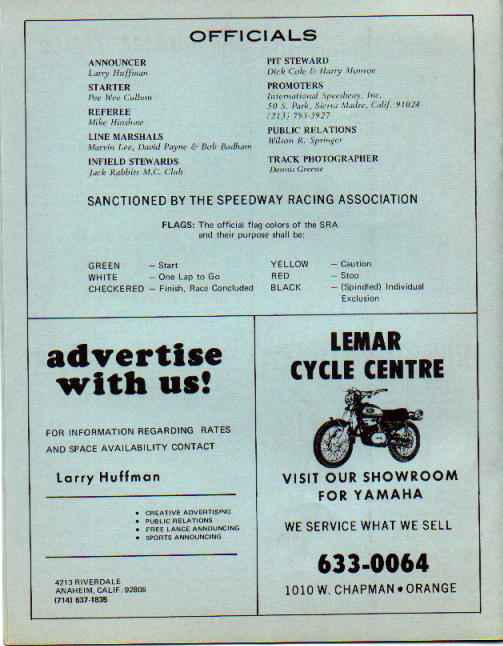 OFFICIALS
ANNOUNCER
Larry Huffman
STARTER
Pee Wee Cullum
REFEREE
Mike Hinshaw
LINE MARSHALS
Marvin Lee, David Payne & Bob Badham
INFIELD STEWARDS
Jack Rabbits M.C. Club
PIT STEWARD
Dick Cole & Harry Monroe
PROMOTERS
International Speedway, Inc.
50 S. Park, Sierra Madre, Calif. 91024
(213) 793-3927
PUBLIC RELATIONS
Wilson R. Springer
TRACK PHOTOGRAPHER
Dennis Greene
SANCTIONED BY THE SPEEDWAY RACING ASSOCIATION
FLAGS: The official flag colors of the SRA
and their purpose shall be:
GREEN – Start
WHITE – One Lap to Go
CHECKERED – Finish, Race Concluded
YELLOW – Caution
RED – Stop
BLACK – (Spindled) Individual
Exclusion
advertise
with us!
FOR INFORMATION REGARDING RATES
AND SPACE AVAILABILITY CONTACT
Larry Huffman
• CREATIVE ADVERTISING
• PUBLIC RELATIONS
• FREE LANCE ANNOUNCING
• SPORTS ANNOUNCING
4213 RIVERDALE
ANAHEIM, CALIF. 92806
(714) 637-1835
LEMAR
CYCLE CENTRE
VISIT OUR SHOWROOM
FOR YAMAHA
WE SERVICE WHAT WE SELL
633-0064
1010 W. CHAPMAN • ORANGE